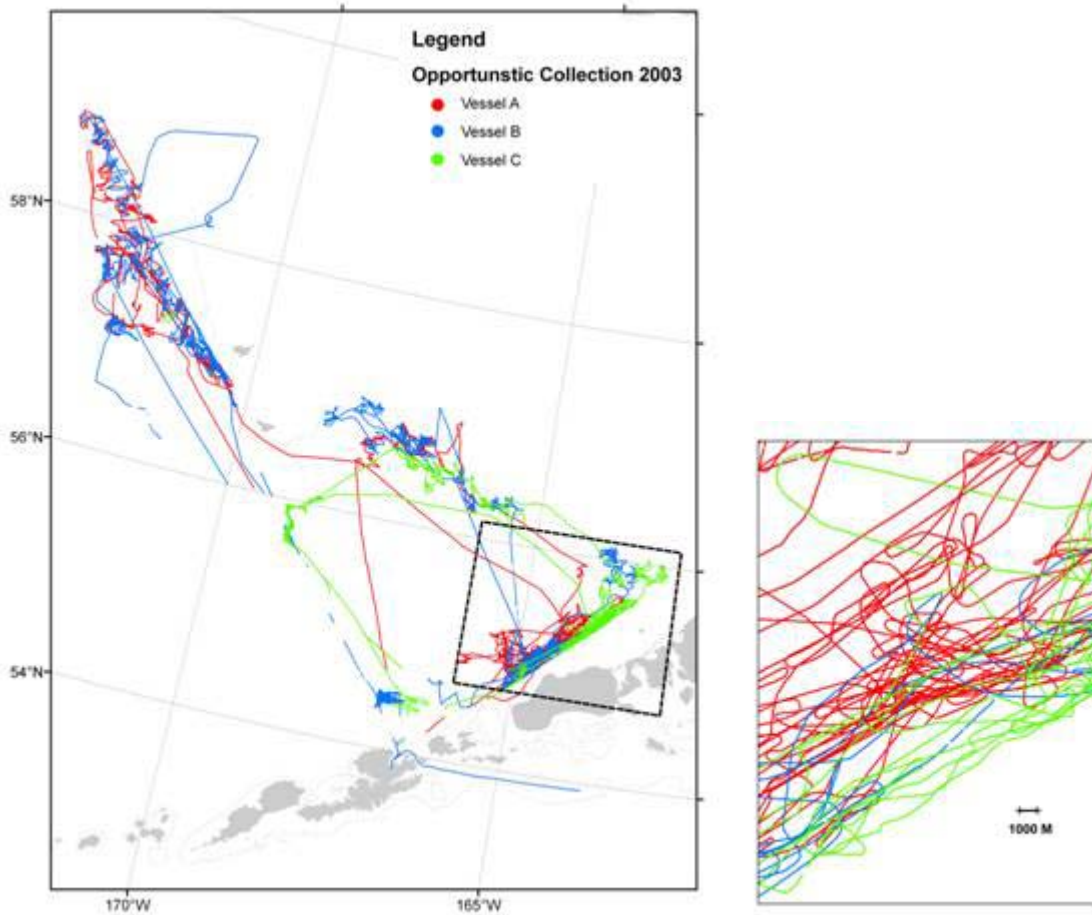 Legend
Opportunstic Collection 2003
Vessel A
Vessel B
Vessel C
58°N
56°N
54°N
170°W
165°W
1000 M